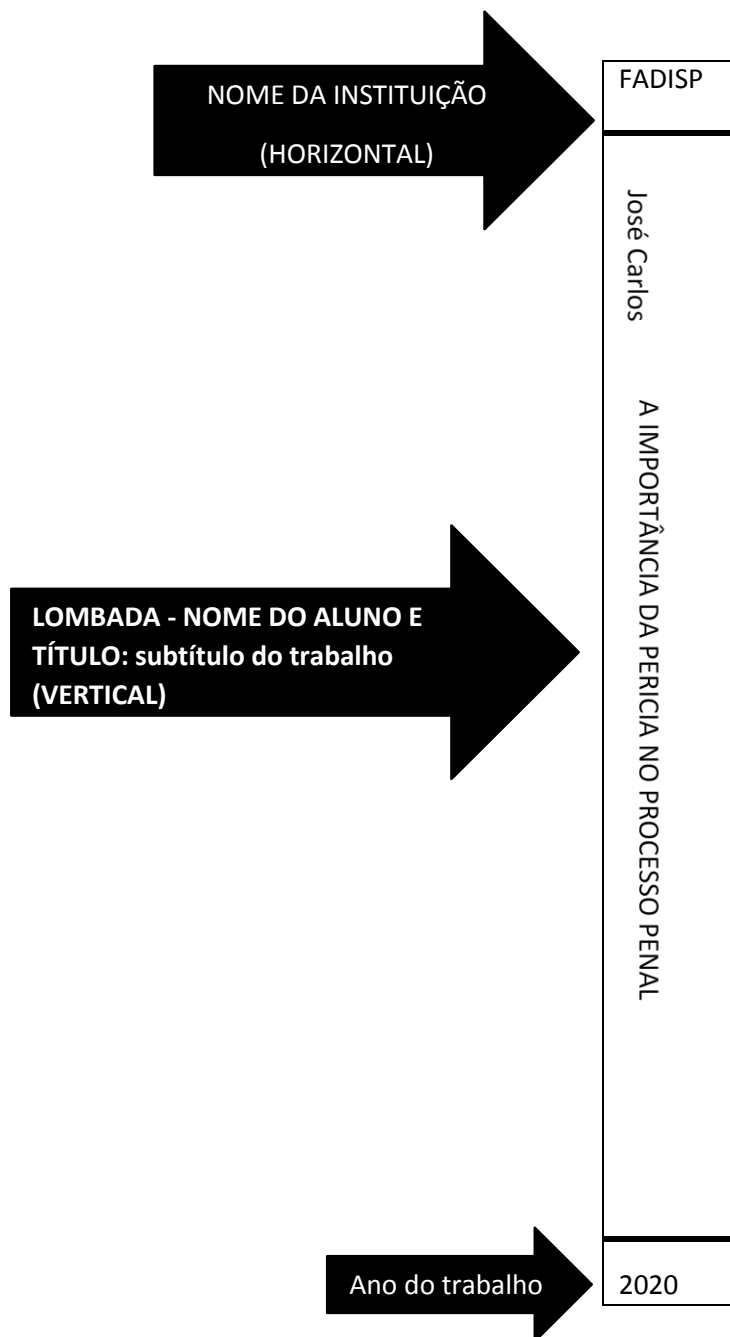 NOME DA INSTITUIÇÃO
(HORIZONTAL)
FADISP
José Carlos
A IMPORTÂNCIA DA PERICIA NO PROCESSO PENAL
LOMBADA - NOME DO ALUNO E
TÍTULO: subtítulo do trabalho
(VERTICAL)
Ano do trabalho
2020